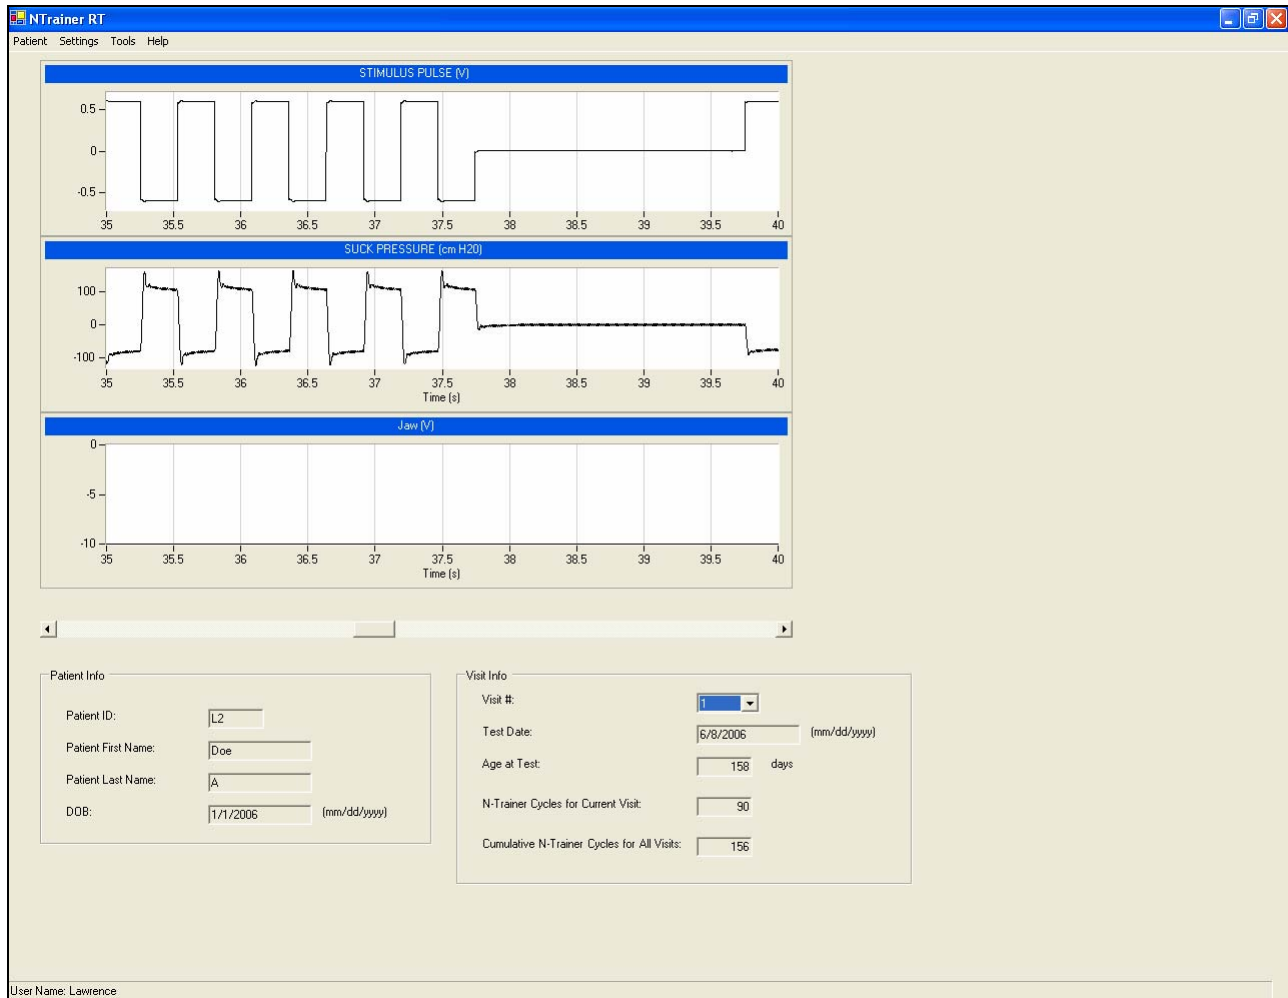 NTrainer RT
Patient Settings Tools Help
STIMULUS PULSE (V)
0.5
0
-0.5
35 35.5 36 36.5 37 37.5 38 38.5 39 39.5 40
SUCK PRESSURE (cm H20)
100
0
-100
35 35.5 36 36.5 37 37.5 38 38.5 39 39.5 40
Time (s)
Jaw (V)
0
-5
-10
35 35.5 36 36.5 37 37.5 38 38.5 39 39.5 40
Time (s)
Patient Info
Patient ID: L2
Patient First Name: Doe
Patient Last Name: A
DOB: 1/1/2006 (mm/dd/yyyy)
Visit Info
Visit #: 1
Test Date: 6/8/2006 (mm/dd/yyyy)
Age at Test: 158 days
N-Trainer Cycles for Current Visit: 90
Cumulative N-Trainer Cycles for All Visits: 156
User Name: Lawrence